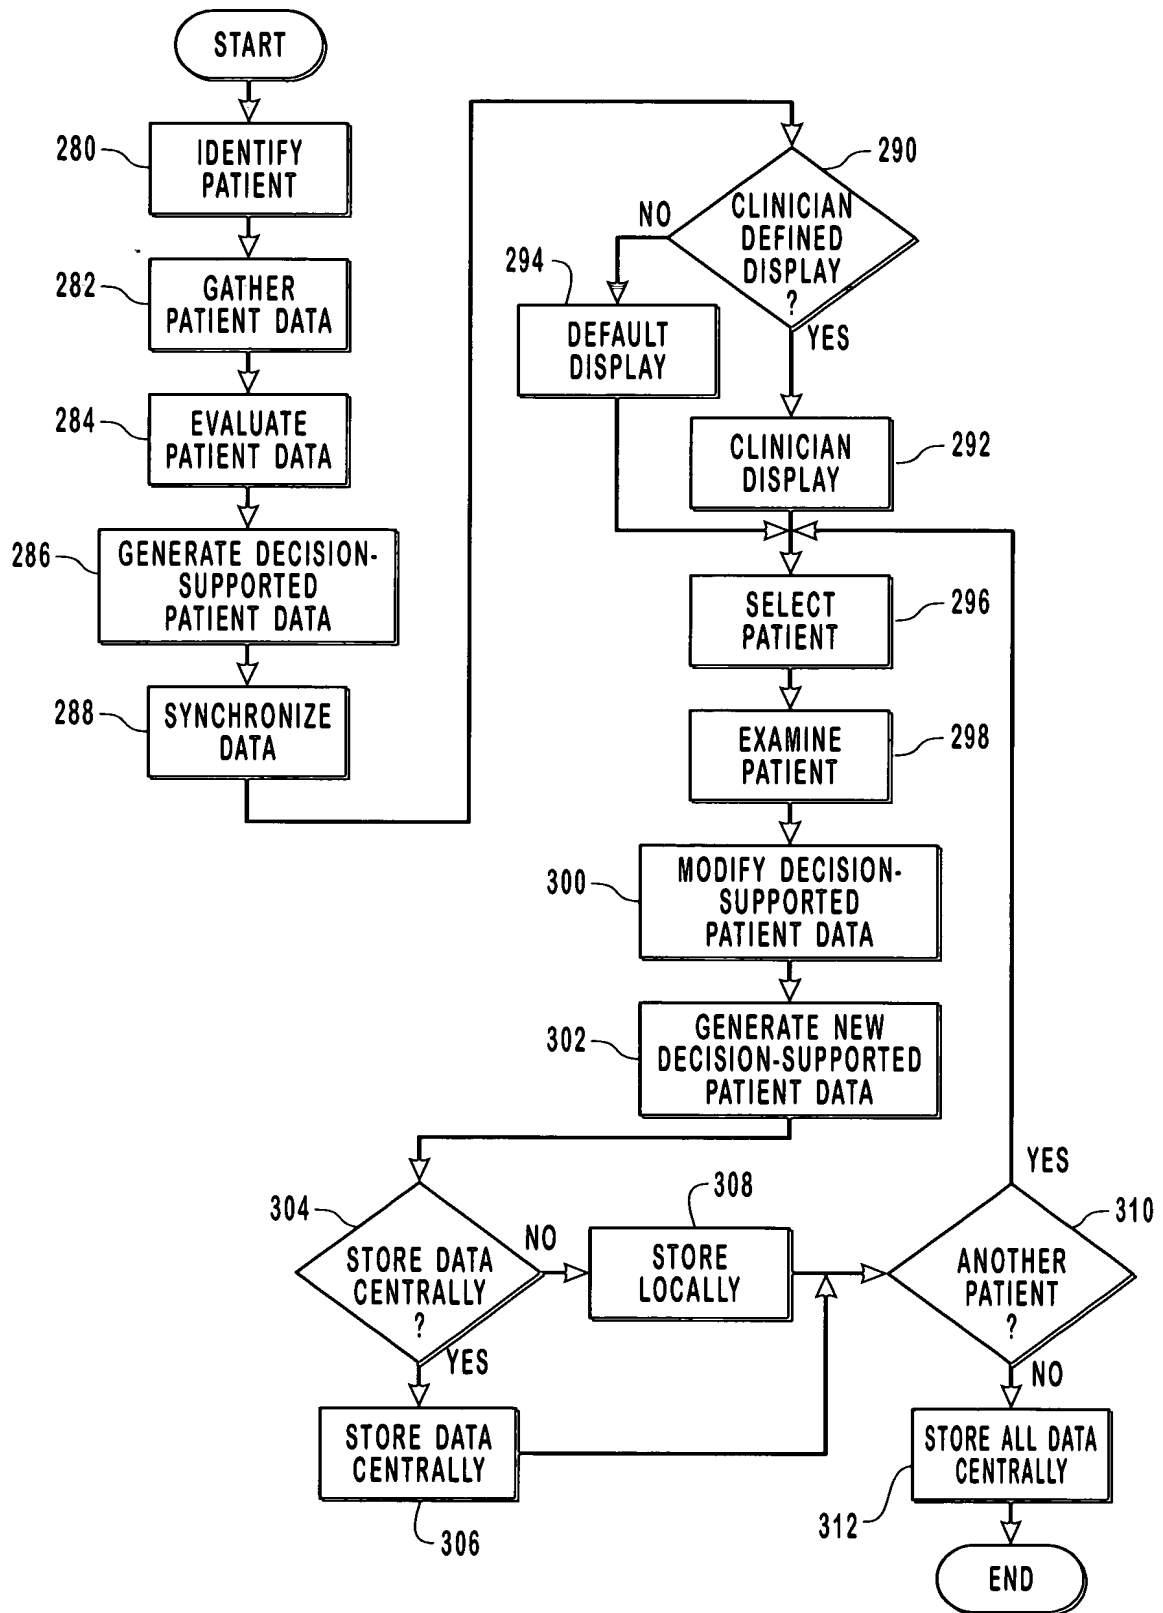 START
280
IDENTIFY
PATIENT
282
GATHER
PATIENT DATA
284
EVALUATE
PATIENT DATA
286
GENERATE DECISION-
SUPPORTED
PATIENT DATA
288
SYNCHRONIZE
DATA
290
CLINICIAN
DEFINED
DISPLAY
?
NO
YES
294
DEFAULT
DISPLAY
292
CLINICIAN
DISPLAY
296
SELECT
PATIENT
298
EXAMINE
PATIENT
300
MODIFY DECISION-
SUPPORTED
PATIENT DATA
302
GENERATE NEW
DECISION-SUPPORTED
PATIENT DATA
304
STORE DATA
CENTRALLY
?
NO
YES
308
STORE
LOCALLY
306
STORE DATA
CENTRALLY
310
ANOTHER
PATIENT
?
YES
NO
312
STORE ALL DATA
CENTRALLY
END